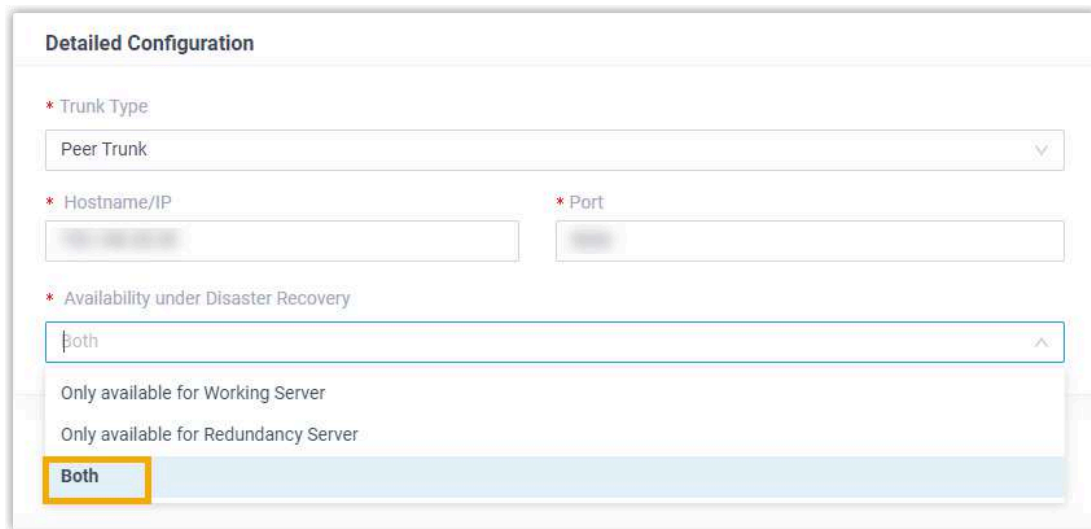 Detailed Configuration
* Trunk Type
Peer Trunk
* Hostname/IP
* Port
* Availability under Disaster Recovery
Both
Only available for Working Server
Only available for Redundancy Server
Both